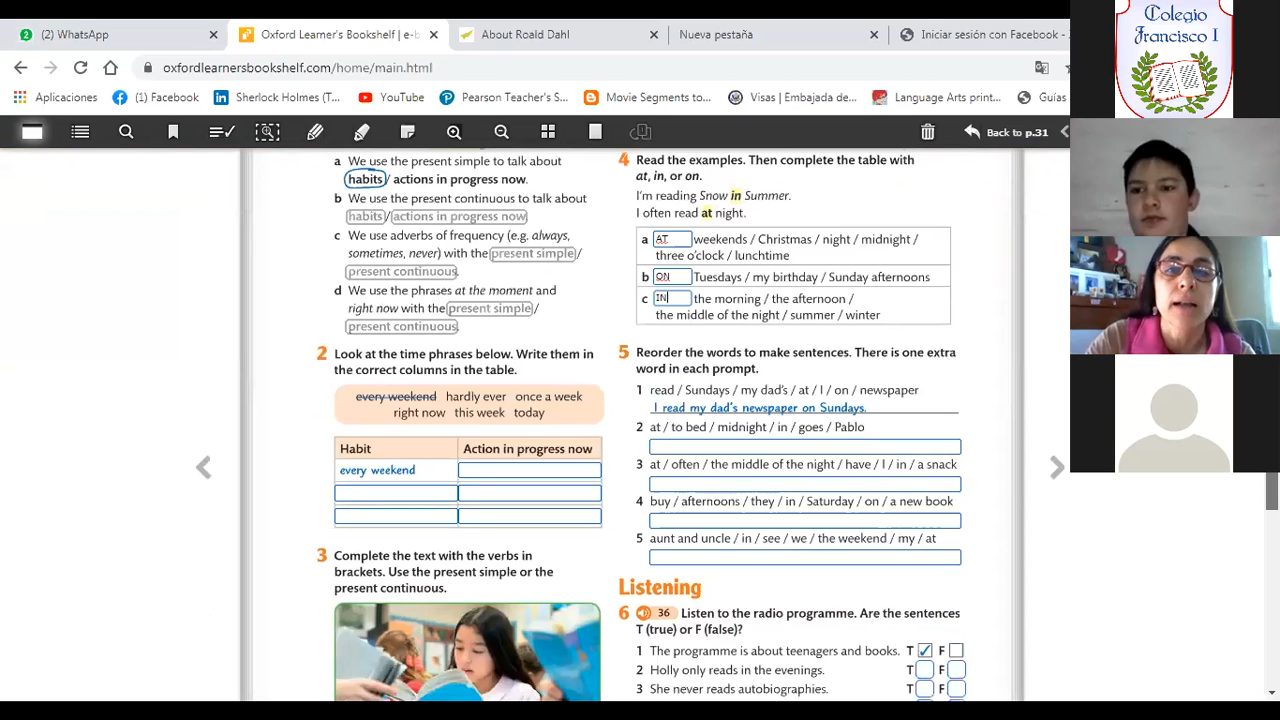 (2) WhatsApp
Oxford Learner's Bookshelf | e-b
About Roald Dahl
Nueva pestaña
Iniciar sesión con Facebook -
oxfordlearnersbookshelf.com/home/main.html
Aplicaciones
(1) Facebook
Sherlock Holmes (T...
YouTube
Pearson Teacher's S...
Movie Segments to...
Visas | Embajada de...
Language Arts print...
Guías
Back to p.31
a We use the present simple to talk about
habits / actions in progress now.
b We use the present continuous to talk about
habits / actions in progress now.
c We use adverbs of frequency (e.g. always,
sometimes, never) with the present simple /
present continuous.
d We use the phrases at the moment and
right now with the present simple /
present continuous.
2 Look at the time phrases below. Write them in
the correct columns in the table.
every weekend hardly ever once a week
right now this week today
Habit Action in progress now
every weekend
3 Complete the text with the verbs in
brackets. Use the present simple or the
present continuous.
4 Read the examples. Then complete the table with
at, in, or on.
I'm reading Snow in Summer.
I often read at night.
a AT weekends / Christmas / night / midnight /
three o'clock / lunchtime
b ON Tuesdays / my birthday / Sunday afternoons
c IN the morning / the afternoon /
the middle of the night / summer / winter
5 Reorder the words to make sentences. There is one extra
word in each prompt.
1 read / Sundays / my dad's / at / I / on / newspaper
I read my dad's newspaper on Sundays.
2 at / to bed / midnight / in / goes / Pablo
3 at / often / the middle of the night / have / I / in / a snack
4 buy / afternoons / they / in / Saturday / on / a new book
5 aunt and uncle / in / see / we / the weekend / my / at
Listening
6 36 Listen to the radio programme. Are the sentences
T (true) or F (false)?
1 The programme is about teenagers and books. T ✓ F
2 Holly only reads in the evenings. T F
3 She never reads autobiographies. T F
Colegio
Francisco I